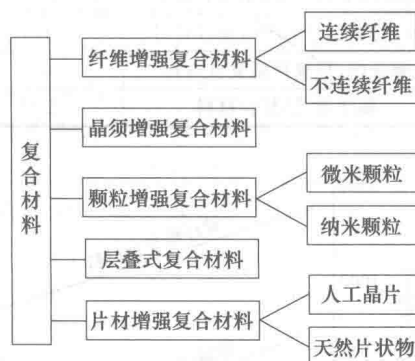 复合材料
纤维增强复合材料
连续纤维
不连续纤维
晶须增强复合材料
颗粒增强复合材料
微米颗粒
纳米颗粒
层叠式复合材料
片材增强复合材料
人工晶片
天然片状物